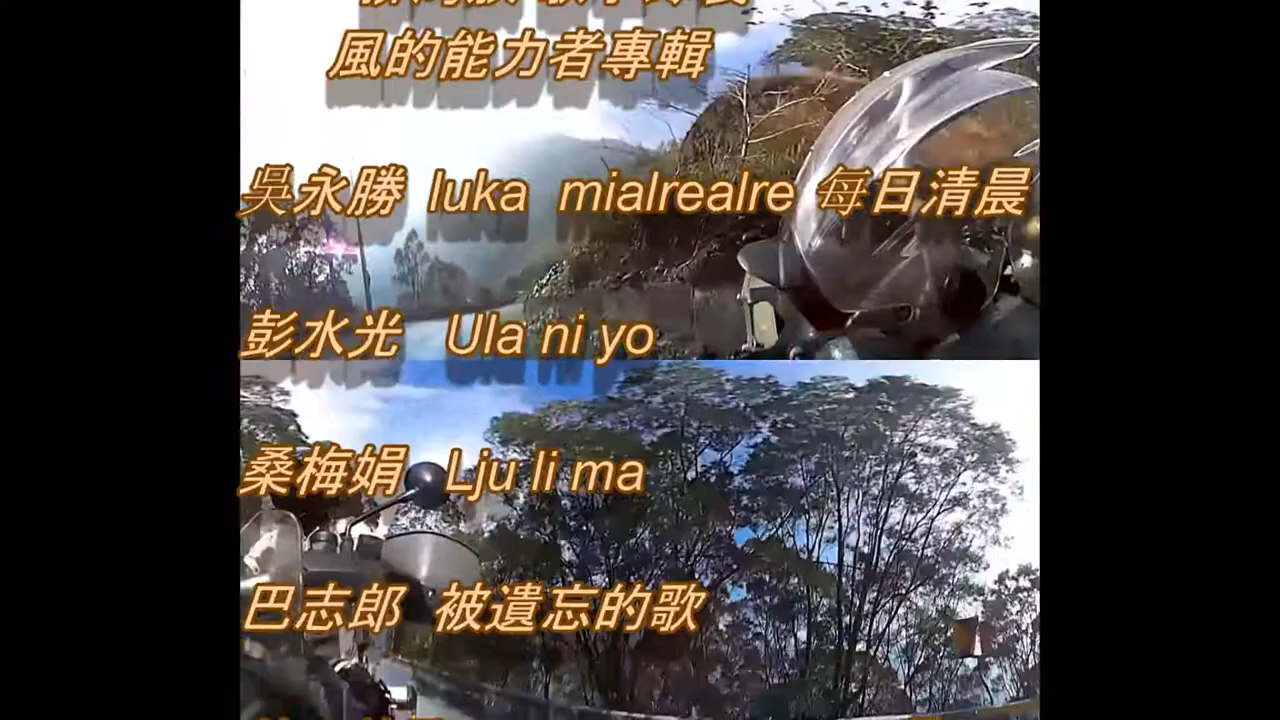 風的能力者專輯
吳永勝 luka mialrealre 每日清晨
彭水光 Ula ni yo
桑梅娟 Lju li ma
巴志郎 被遺忘的歌